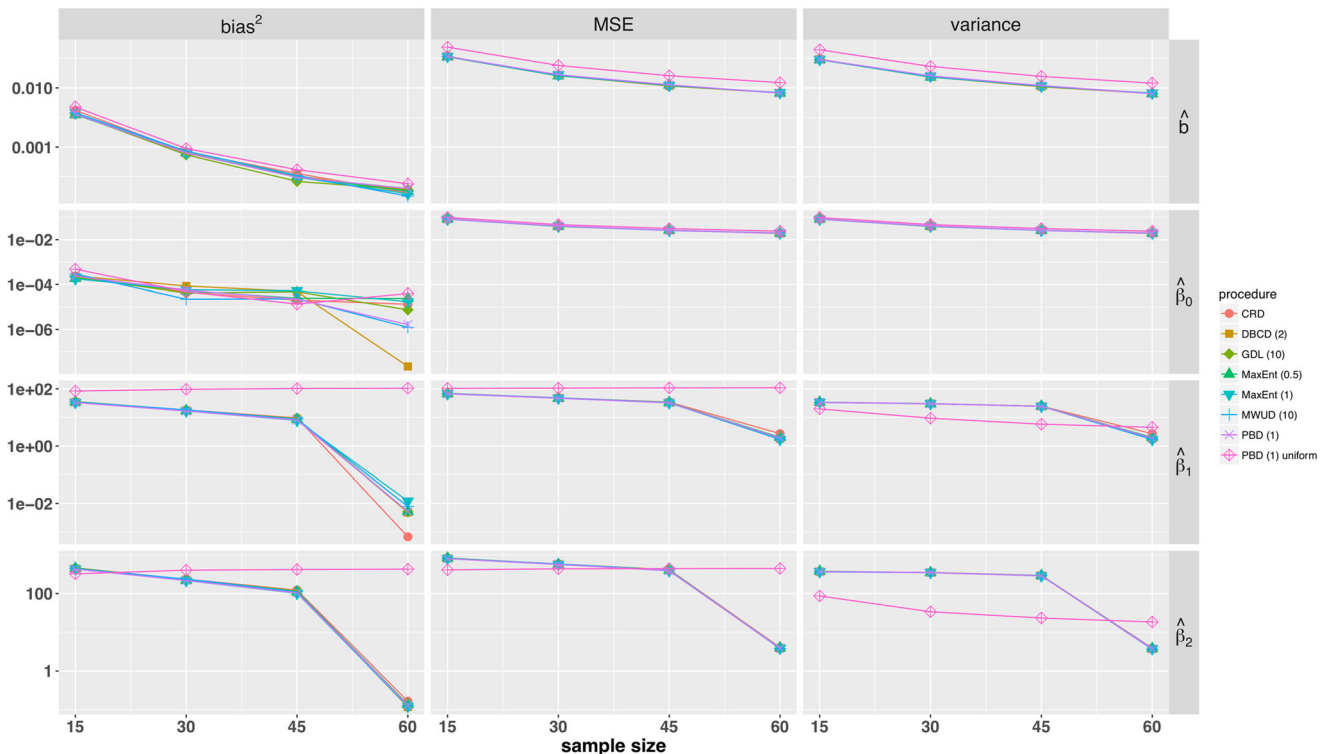 bias²
MSE
variance
0.010
0.001
b̂
1e−02
1e−04
1e−06
β̂₀
1e+02
1e+00
1e−02
β̂₁
100
1
β̂₂
15 30 45 60
15 30 45 60
15 30 45 60
sample size
procedure
CRD
DBCD (2)
GDL (10)
MaxEnt (0.5)
MaxEnt (1)
MWUD (10)
PBD (1)
PBD (1) uniform